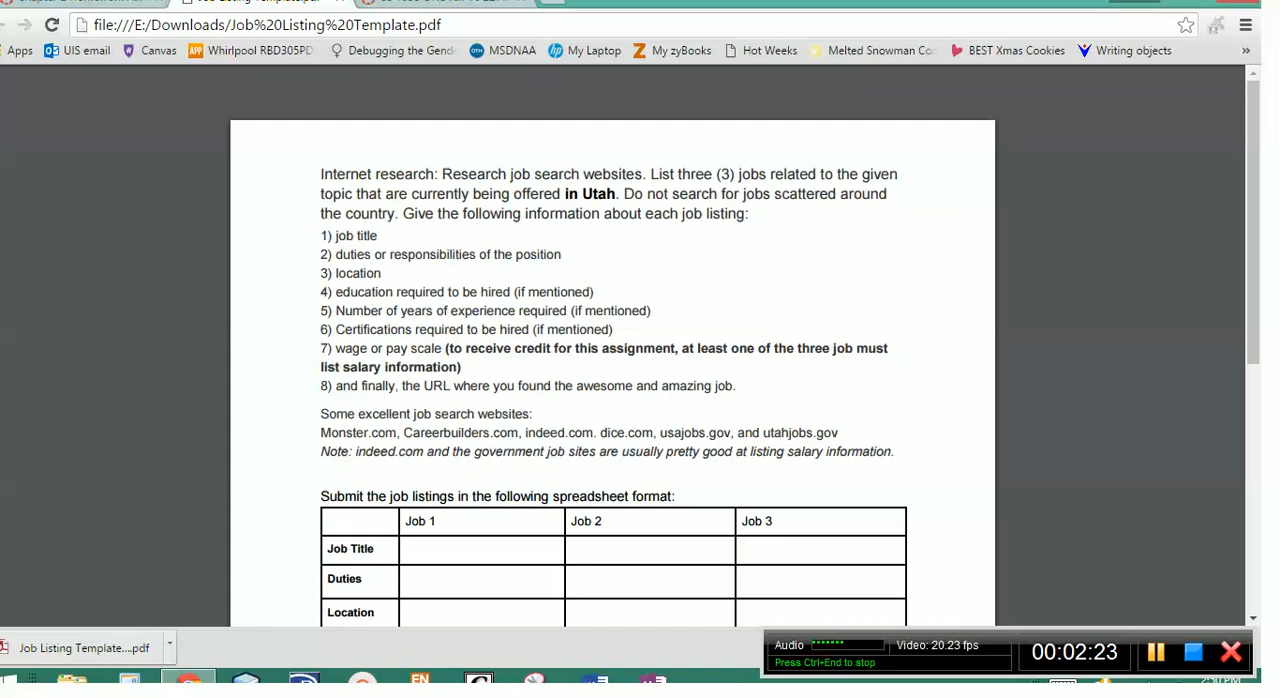 file:///E:/Downloads/Job%20Listing%20Template.pdf
Apps UIS email Canvas Whirlpool RBD305PD Debugging the Gend MSDNAA My Laptop My zyBooks Hot Weeks Melted Snowman Co BEST Xmas Cookies Writing objects »
Internet research: Research job search websites. List three (3) jobs related to the given
topic that are currently being offered in Utah. Do not search for jobs scattered around
the country. Give the following information about each job listing:
1) job title
2) duties or responsibilities of the position
3) location
4) education required to be hired (if mentioned)
5) Number of years of experience required (if mentioned)
6) Certifications required to be hired (if mentioned)
7) wage or pay scale (to receive credit for this assignment, at least one of the three job must
list salary information)
8) and finally, the URL where you found the awesome and amazing job.
Some excellent job search websites:
Monster.com, Careerbuilders.com, indeed.com. dice.com, usajobs.gov, and utahjobs.gov
Note: indeed.com and the government job sites are usually pretty good at listing salary information.
Submit the job listings in the following spreadsheet format:
Job 1 Job 2 Job 3
Job Title
Duties
Location
Job Listing Template....pdf
Audio Video: 20.23 fps
Press Ctrl+End to stop
00:02:23